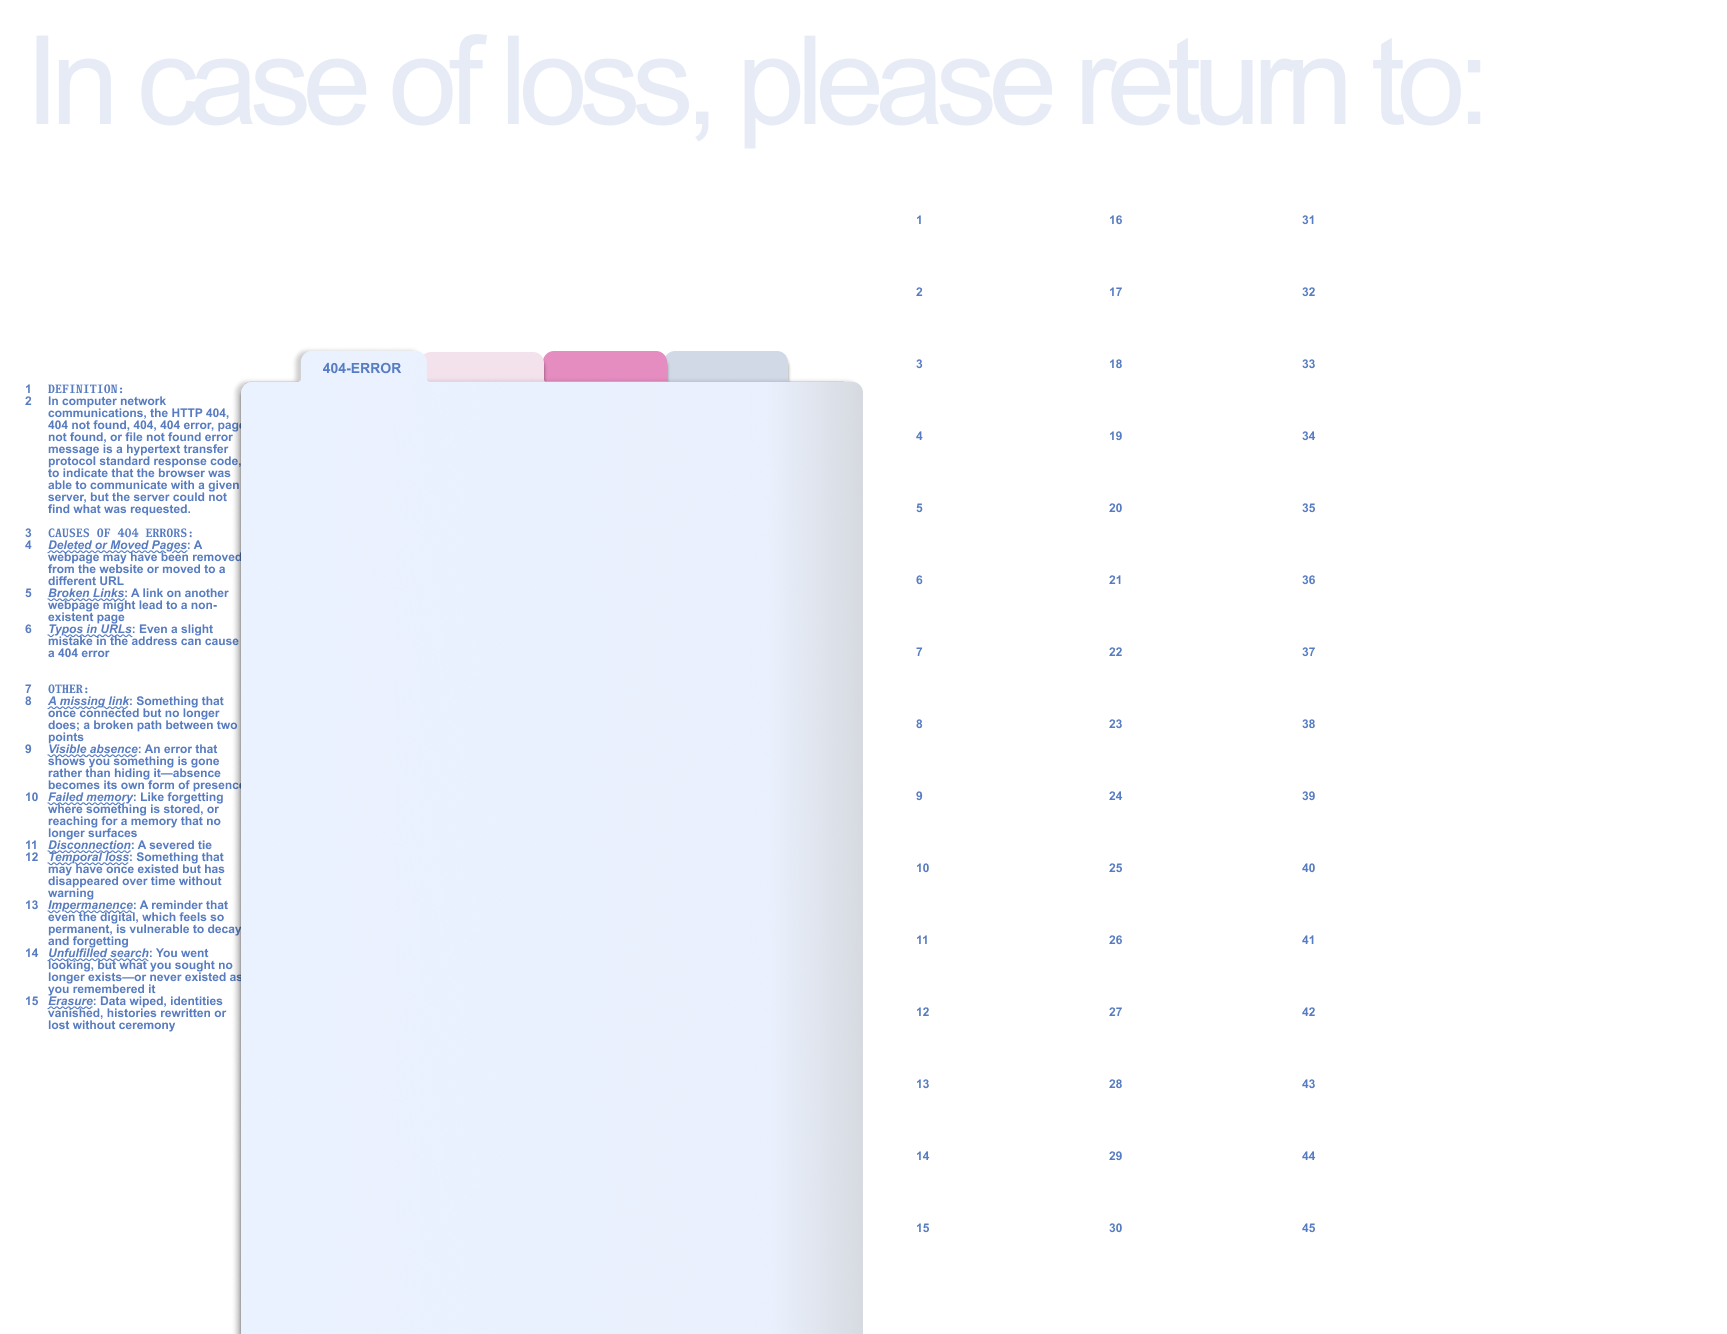 In case of loss, please return to:
404-ERROR
1 DEFINITION:
2 In computer network
communications, the HTTP 404,
404 not found, 404, 404 error, page
not found, or file not found error
message is a hypertext transfer
protocol standard response code,
to indicate that the browser was
able to communicate with a given
server, but the server could not
find what was requested.
3 CAUSES OF 404 ERRORS:
4 Deleted or Moved Pages: A
webpage may have been removed
from the website or moved to a
different URL
5 Broken Links: A link on another
webpage might lead to a non-
existent page
6 Typos in URLs: Even a slight
mistake in the address can cause
a 404 error
7 OTHER:
8 A missing link: Something that
once connected but no longer
does; a broken path between two
points
9 Visible absence: An error that
shows you something is gone
rather than hiding it—absence
becomes its own form of presence
10 Failed memory: Like forgetting
where something is stored, or
reaching for a memory that no
longer surfaces
11 Disconnection: A severed tie
12 Temporal loss: Something that
may have once existed but has
disappeared over time without
warning
13 Impermanence: A reminder that
even the digital, which feels so
permanent, is vulnerable to decay
and forgetting
14 Unfulfilled search: You went
looking, but what you sought no
longer exists—or never existed as
you remembered it
15 Erasure: Data wiped, identities
vanished, histories rewritten or
lost without ceremony
1 16 31
2 17 32
3 18 33
4 19 34
5 20 35
6 21 36
7 22 37
8 23 38
9 24 39
10 25 40
11 26 41
12 27 42
13 28 43
14 29 44
15 30 45